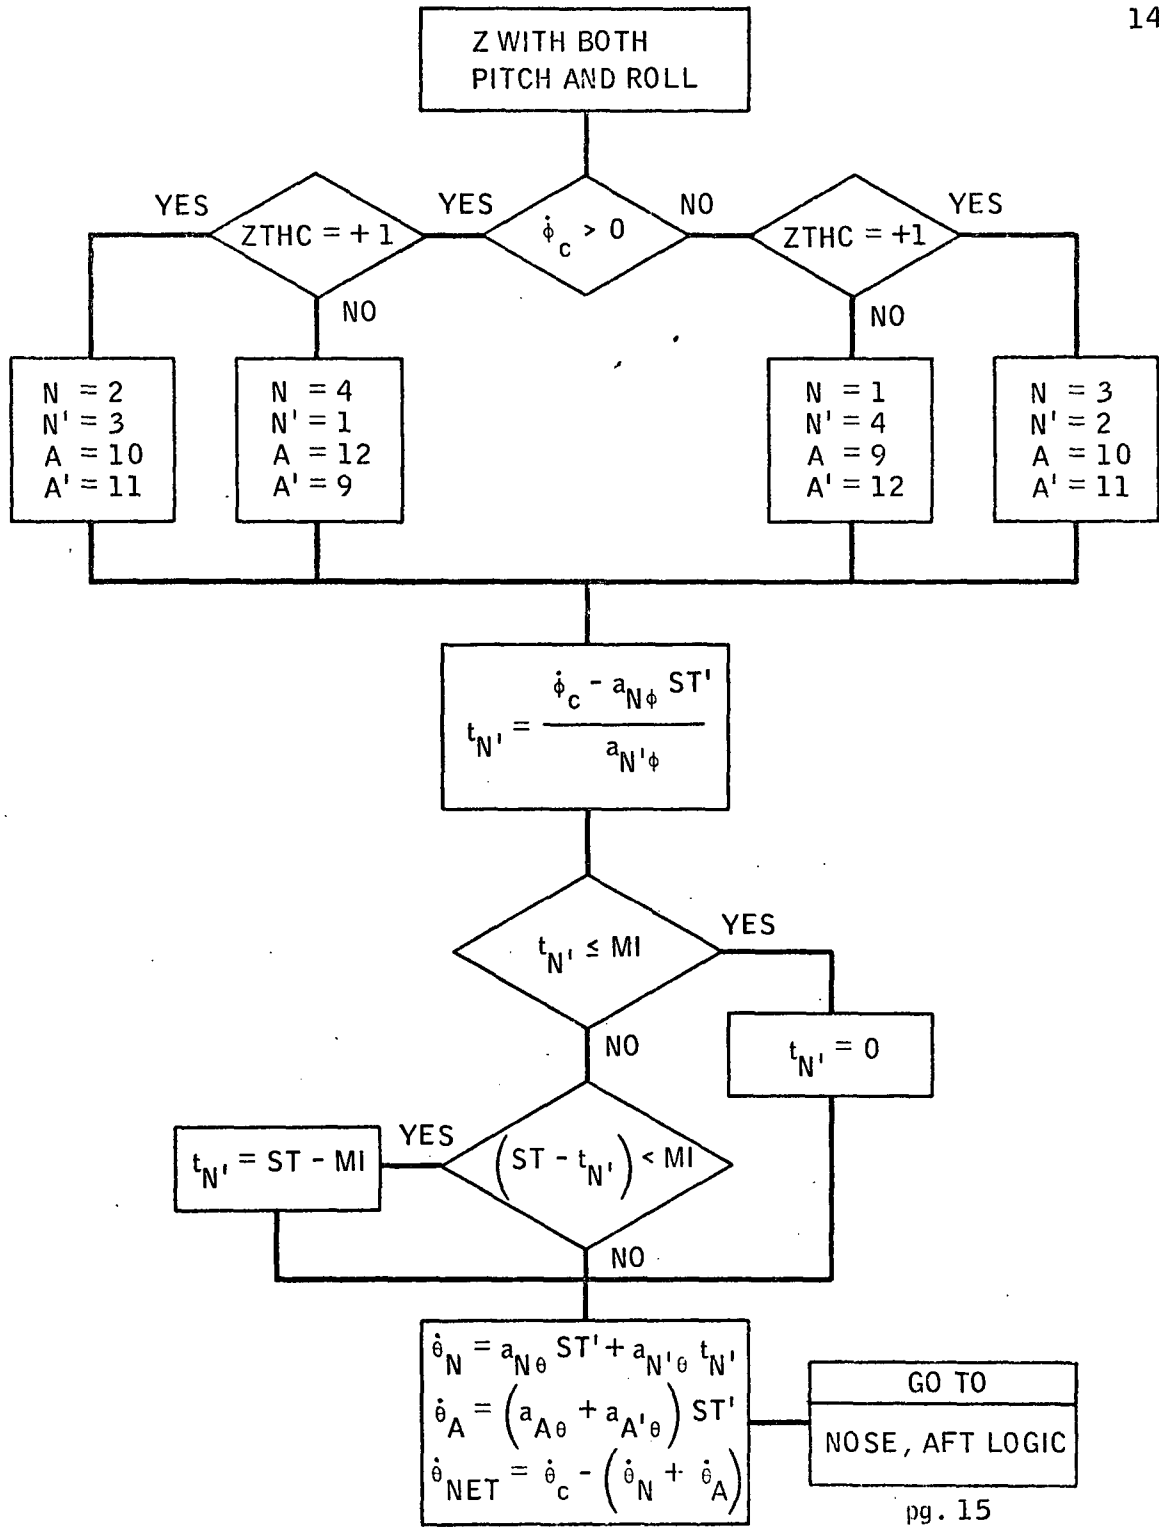 14
Z WITH BOTH
PITCH AND ROLL
YES
ZTHC = + 1
YES
φ̇c > 0
NO
ZTHC = +1
YES
NO
NO
N = 2
N' = 3
A = 10
A' = 11
N = 4
N' = 1
A = 12
A' = 9
N = 1
N' = 4
A = 9
A' = 12
N = 3
N' = 2
A = 10
A' = 11
φ̇c - aNφ ST'
tN' =
aN'φ
tN' ≤ MI
YES
NO
tN' = 0
YES
tN' = ST - MI
(ST - tN') < MI
NO
θ̇N = aNθ ST' + aN'θ tN'
θ̇A = (aAθ + aA'θ) ST'
θ̇NET = θ̇c - (θ̇N + θ̇A)
GO TO
NOSE, AFT LOGIC
pg. 15